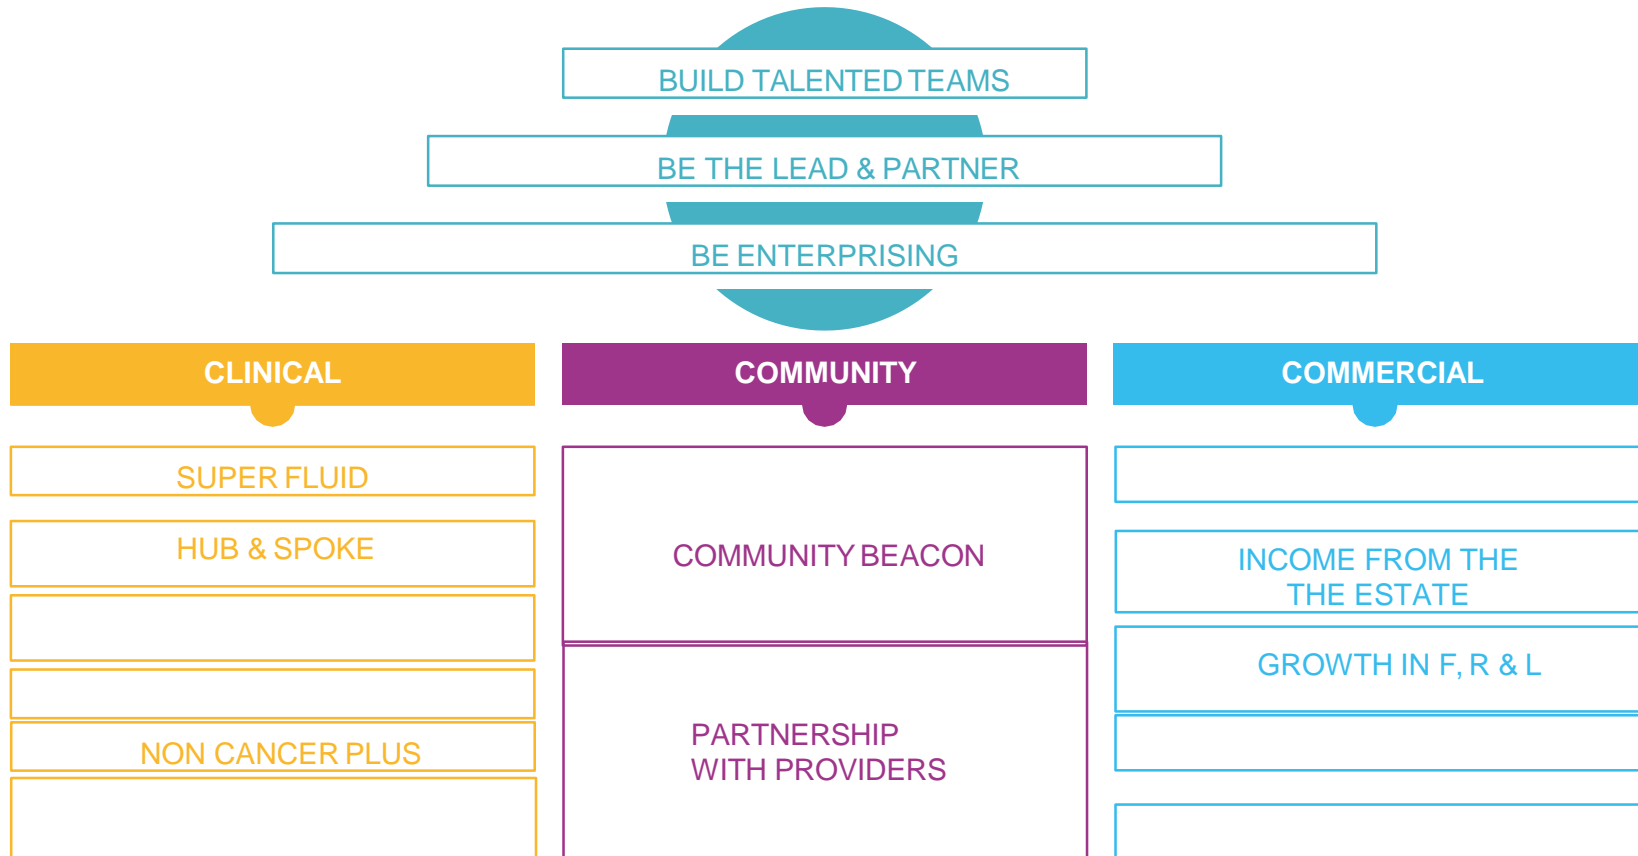 BUILD TALENTED TEAMS
BE THE LEAD & PARTNER
BE ENTERPRISING
CLINICAL
SUPER FLUID
HUB & SPOKE
NON CANCER PLUS
COMMUNITY
COMMUNITY BEACON
PARTNERSHIP
WITH PROVIDERS
COMMERCIAL
INCOME FROM THE
THE ESTATE
GROWTH IN F, R & L